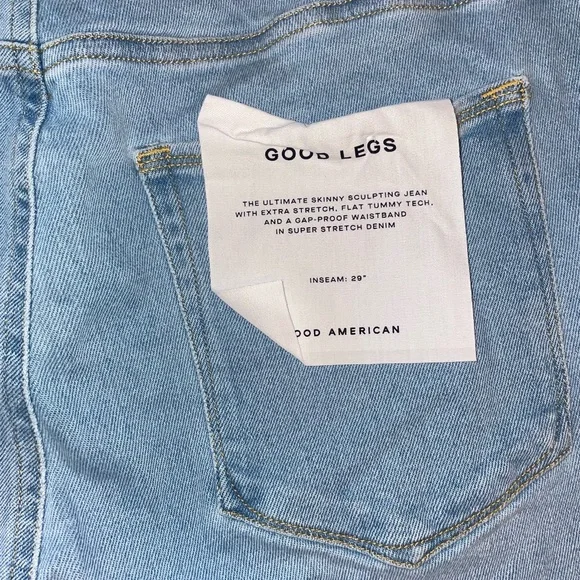 GOOD LEGS
THE ULTIMATE SKINNY SCULPTING JEAN
WITH EXTRA STRETCH, FLAT TUMMY TECH,
AND A GAP-PROOF WAISTBAND
IN SUPER STRETCH DENIM
INSEAM: 29"
OOD AMERICAN